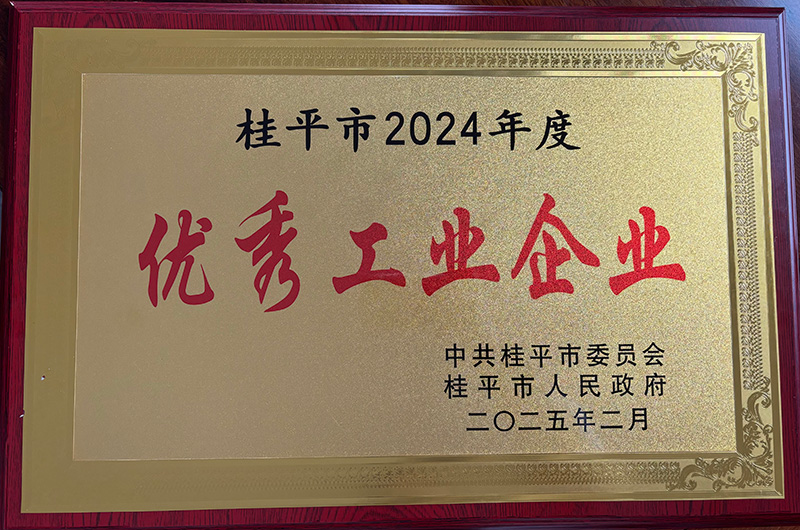 桂平市2024年度
优秀工业企业
中共桂平市委员会
桂平市人民政府
二〇二五年二月